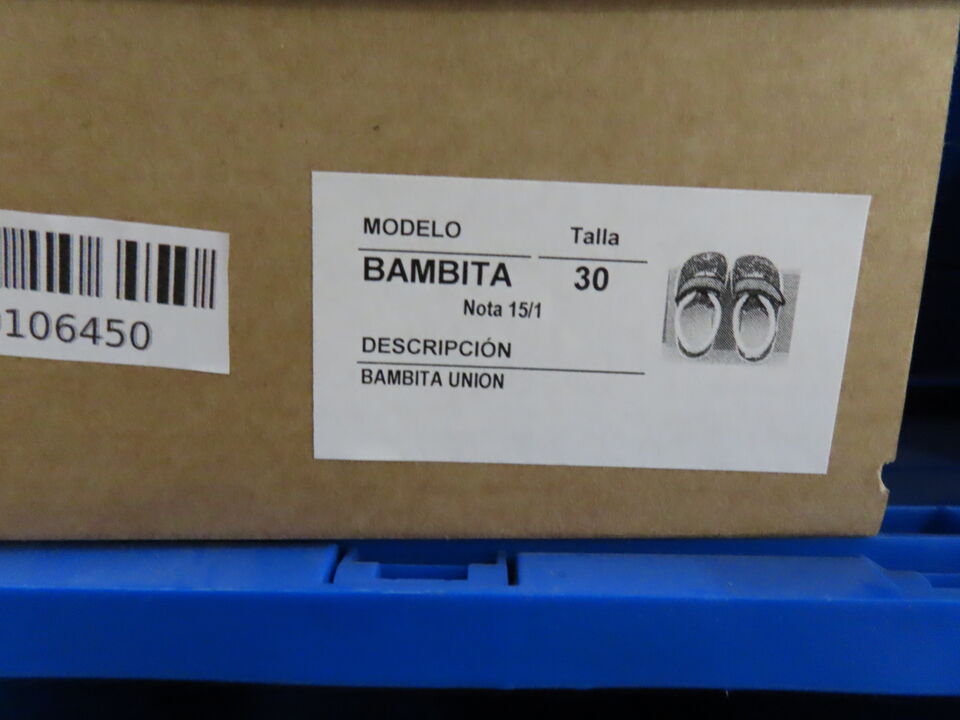 106450
MODELO Talla
BAMBITA 30
Nota 15/1
DESCRIPCIÓN
BAMBITA UNION